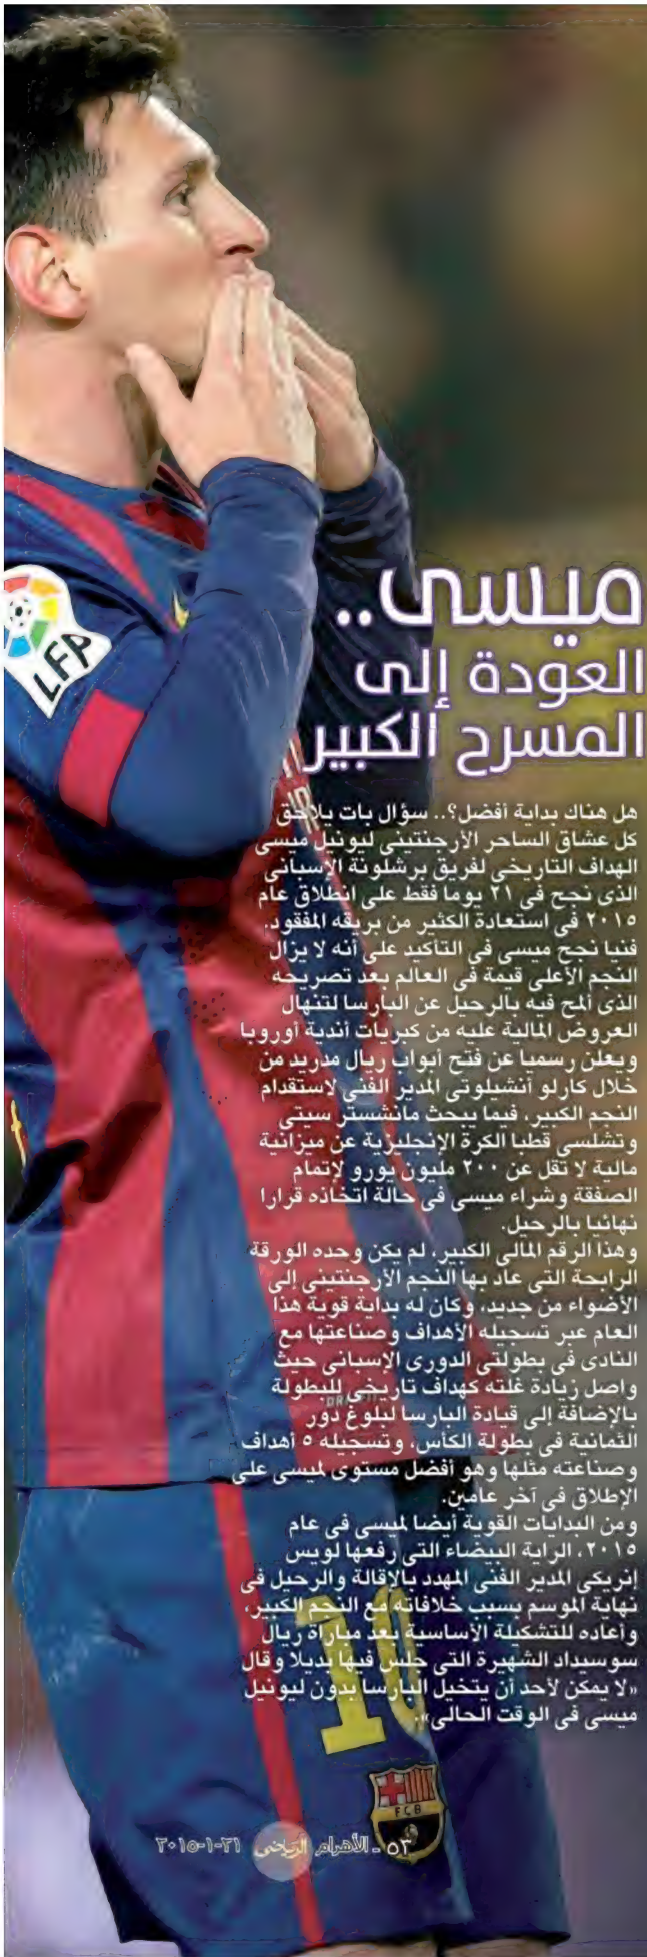 ميسى..
العودة إلى
المسرح الكبير
هل هناك بداية أفضل؟.. سؤال بات يلاحق
كل عشاق الساحر الأرجنتينى ليونيل ميسى
الهداف التاريخى لفريق برشلونة الإسبانى
الذى نجح فى ٢١ يوما فقط على انطلاق عام
٢٠١٥ فى استعادة الكثير من بريقه المفقود.
فنيا نجح ميسى فى التأكيد على أنه لا يزال
النجم الأعلى قيمة فى العالم بعد تصريحه
الذى ألمح فيه بالرحيل عن البارسا لتنهال
العروض المالية عليه من كبريات أندية أوروبا
ويعلن رسميا عن فتح أبواب ريال مدريد من
خلال كارلو أنشيلوتى المدير الفنى لاستقدام
النجم الكبير، فيما يبحث مانشستر سيتى
وتشلسى قطبا الكرة الإنجليزية عن ميزانية
مالية لا تقل عن ٢٠٠ مليون يورو لإتمام
الصفقة وشراء ميسى فى حالة اتخاذه قرارا
نهائيا بالرحيل.
وهذا الرقم المالى الكبير، لم يكن وحده الورقة
الرابحة التى عاد بها النجم الأرجنتينى إلى
الأضواء من جديد، وكان له بداية قوية هذا
العام عبر تسجيله الأهداف وصناعتها مع
النادى فى بطولتى الدورى الإسبانى حيث
واصل زيادة غلته كهداف تاريخى للبطولة
بالإضافة إلى قيادة البارسا لبلوغ دور
الثمانية فى بطولة الكأس، وتسجيله ٥ أهداف
وصناعته مثلها وهو أفضل مستوى لميسى على
الإطلاق فى آخر عامين.
ومن البدايات القوية أيضا لميسى فى عام
٢٠١٥، الراية البيضاء التى رفعها لويس
إنريكى المدير الفنى المهدد بالإقالة والرحيل فى
نهاية الموسم بسبب خلافاته مع النجم الكبير،
وأعاده للتشكيلة الأساسية بعد مباراة ريال
سوسيداد الشهيرة التى جلس فيها بديلا وقال
«لا يمكن لأحد أن يتخيل البارسا بدون ليونيل
ميسى فى الوقت الحالى».
LFP
10
FCB
٥٣ - الأهرام الرياضى ٢١-١-٢٠١٥